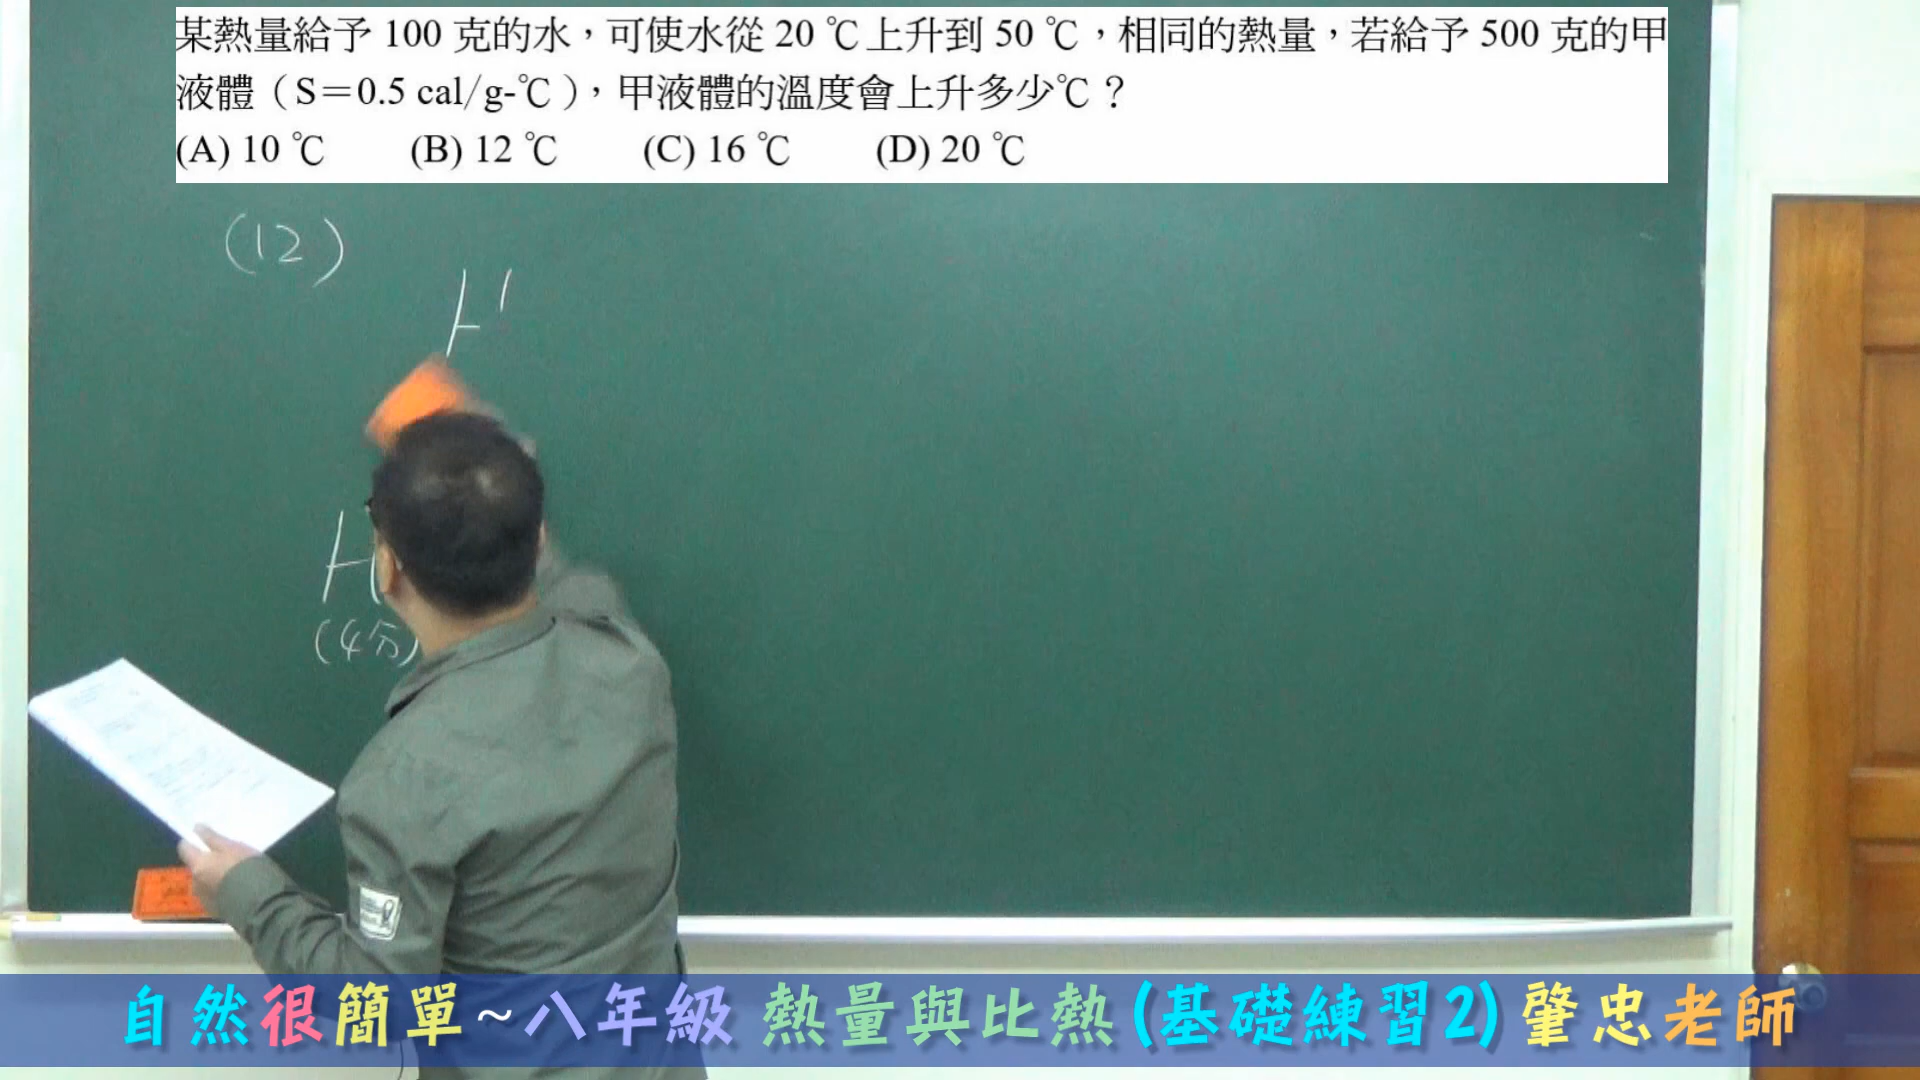 某熱量給予 100 克的水，可使水從 20 ℃上升到 50 ℃，相同的熱量，若給予 500 克的甲
液體（S＝0.5 cal/g-℃），甲液體的溫度會上升多少℃？
(A) 10 ℃ (B) 12 ℃ (C) 16 ℃ (D) 20 ℃
(12)
H
(4分)
自然很簡單~八年級 熱量與比熱(基礎練習2)肇忠老師